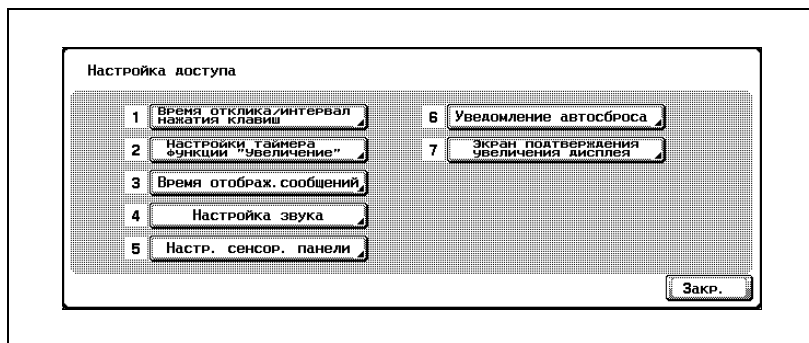 Настройка доступа
1 Время отклика/интервал
нажатия клавиш
2 Настройки таймера
функции "Увеличение"
3 Время отображ.сообщений
4 Настройка звука
5 Настр. сенсор. панели
6 Уведомление автосброса
7 Экран подтверждения
увеличения дисплея
Закр.